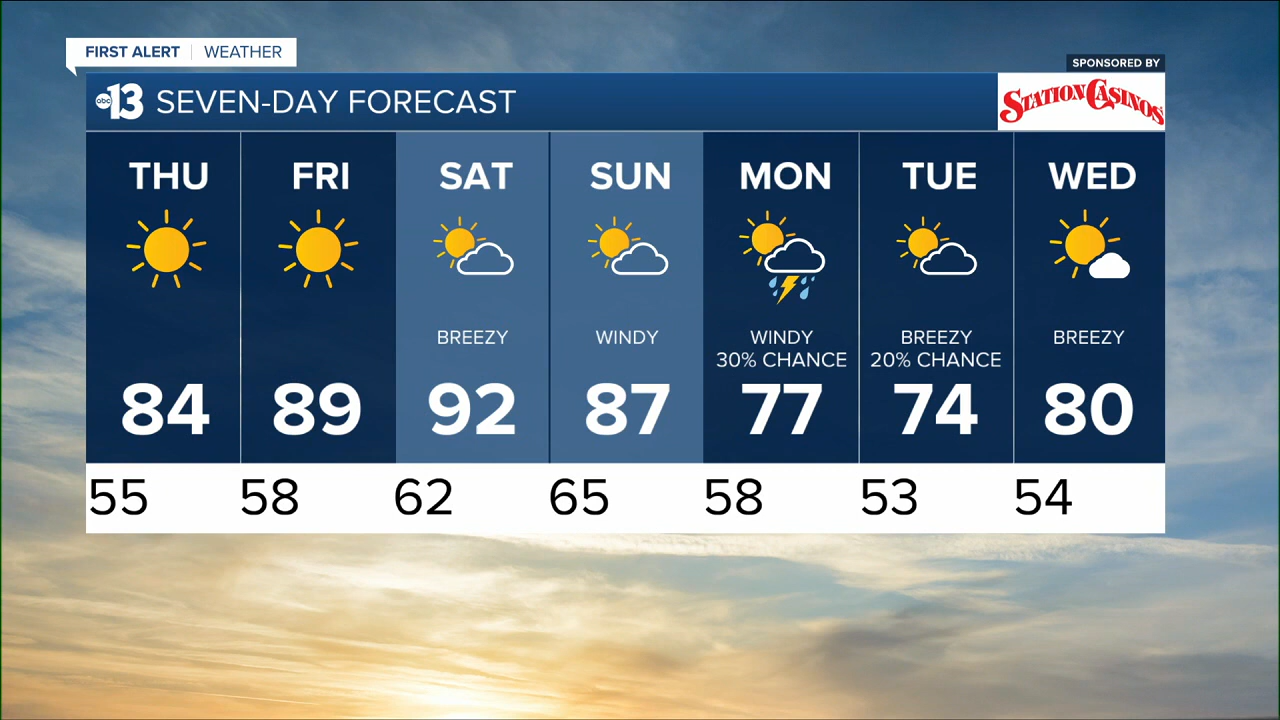 FIRST ALERT WEATHER
SPONSORED BY
abc 13 SEVEN-DAY FORECAST
STATION CASINOS
THU FRI SAT SUN MON TUE WED
BREEZY WINDY WINDY BREEZY BREEZY
30% CHANCE 20% CHANCE
84 89 92 87 77 74 80
55 58 62 65 58 53 54